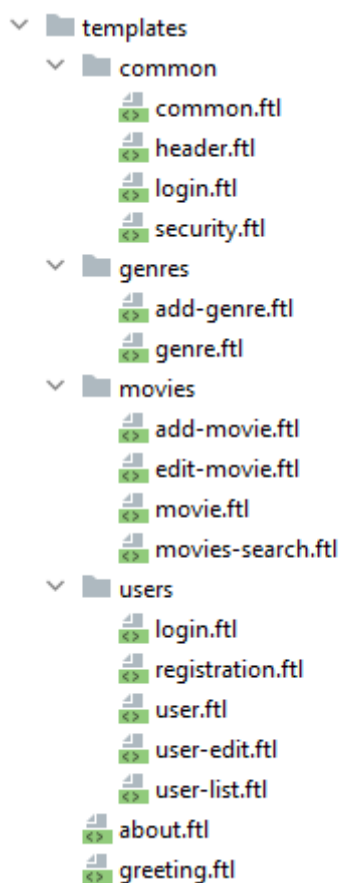 templates
common
common.ftl
header.ftl
login.ftl
security.ftl
genres
add-genre.ftl
genre.ftl
movies
add-movie.ftl
edit-movie.ftl
movie.ftl
movies-search.ftl
users
login.ftl
registration.ftl
user.ftl
user-edit.ftl
user-list.ftl
about.ftl
greeting.ftl